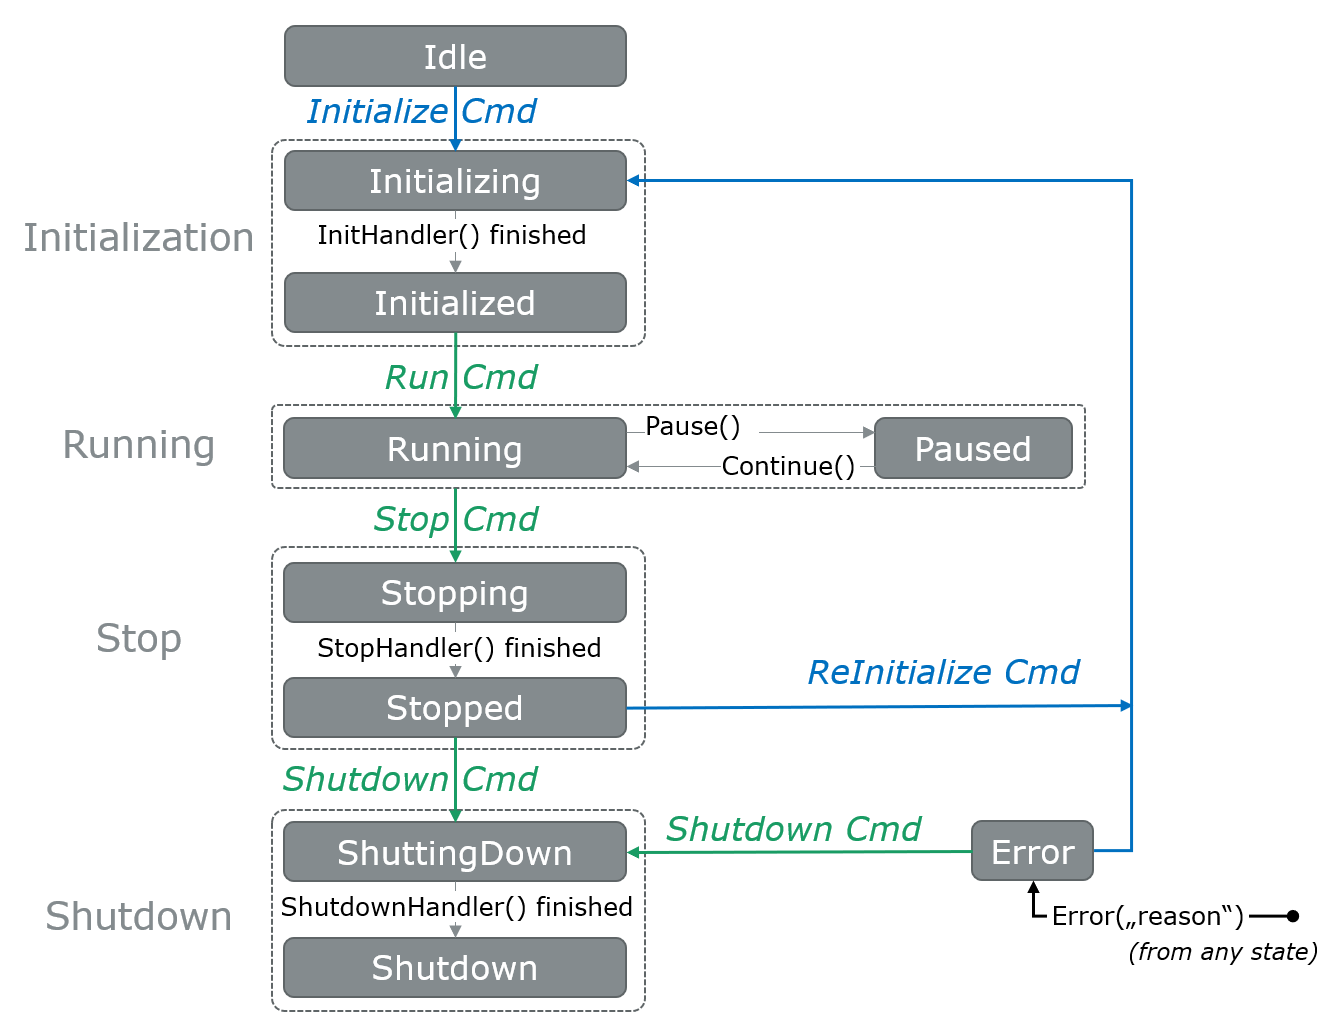 Idle
Initialize Cmd
Initializing
Initialization
InitHandler() finished
Initialized
Run Cmd
Running
Running
Pause()
Continue()
Paused
Stop Cmd
Stopping
Stop
StopHandler() finished
Stopped
ReInitialize Cmd
Shutdown Cmd
Shutdown Cmd
ShuttingDown
Error
Shutdown
ShutdownHandler() finished
Error(„reason“)
(from any state)
Shutdown